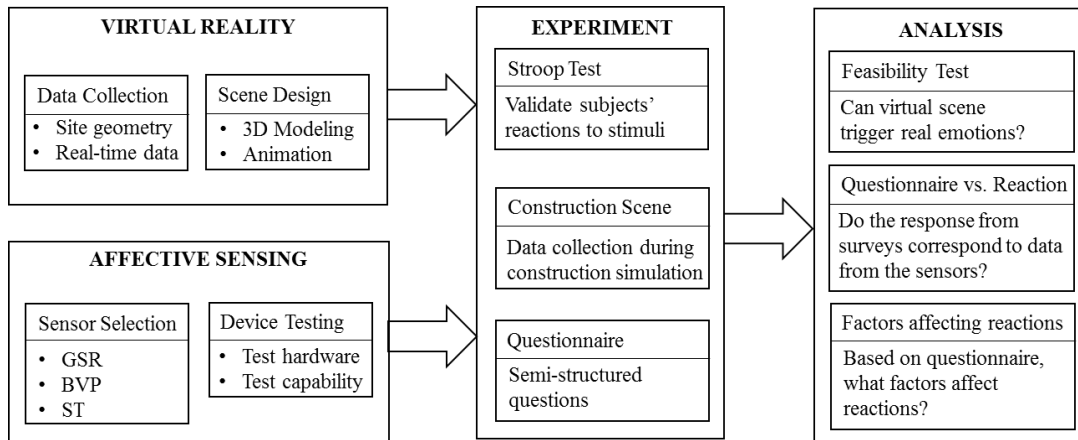 VIRTUAL REALITY
Data Collection
• Site geometry
• Real-time data
Scene Design
• 3D Modeling
• Animation
AFFECTIVE SENSING
Sensor Selection
• GSR
• BVP
• ST
Device Testing
• Test hardware
• Test capability
EXPERIMENT
Stroop Test
Validate subjects’
reactions to stimuli
Construction Scene
Data collection during
construction simulation
Questionnaire
Semi-structured
questions
ANALYSIS
Feasibility Test
Can virtual scene
trigger real emotions?
Questionnaire vs. Reaction
Do the response from
surveys correspond to data
from the sensors?
Factors affecting reactions
Based on questionnaire,
what factors affect
reactions?